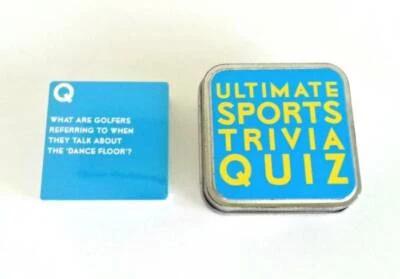 Q
WHAT ARE GOLFERS
REFERRING TO WHEN
THEY TALK ABOUT
THE 'DANCE FLOOR'?
ULTIMATE
SPORTS
TRIVIA
QUIZ